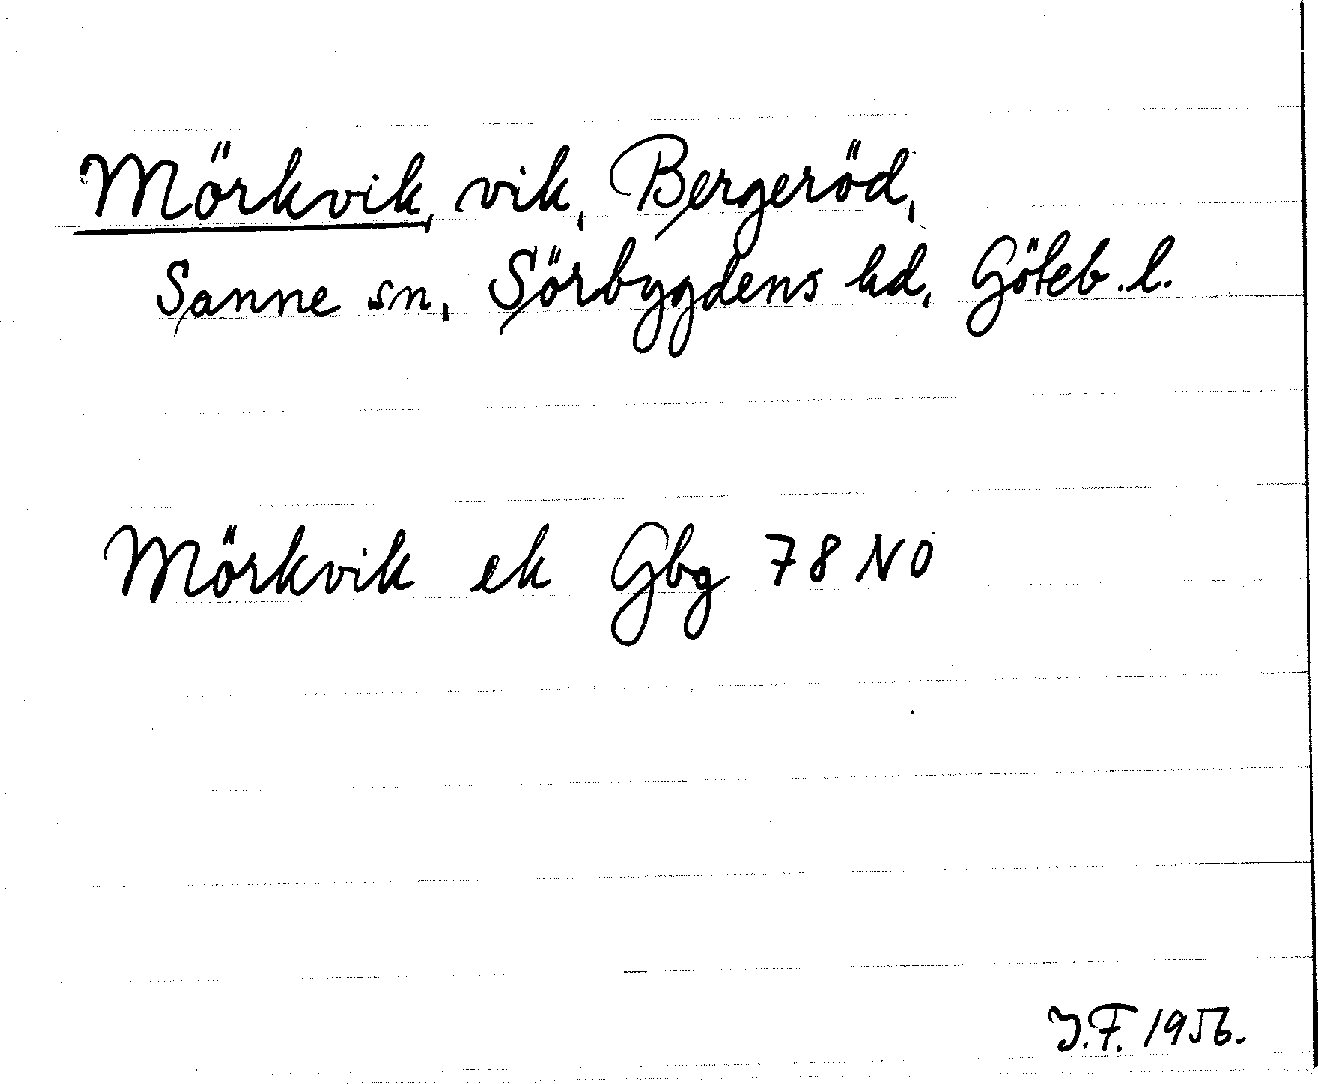 Mörkvik, vik, Bergeröd,
Sanne sn, Sörbygdens hd, Göteb. l.
Mörkvik ek Gbg 78 NO
J.F. 1956.